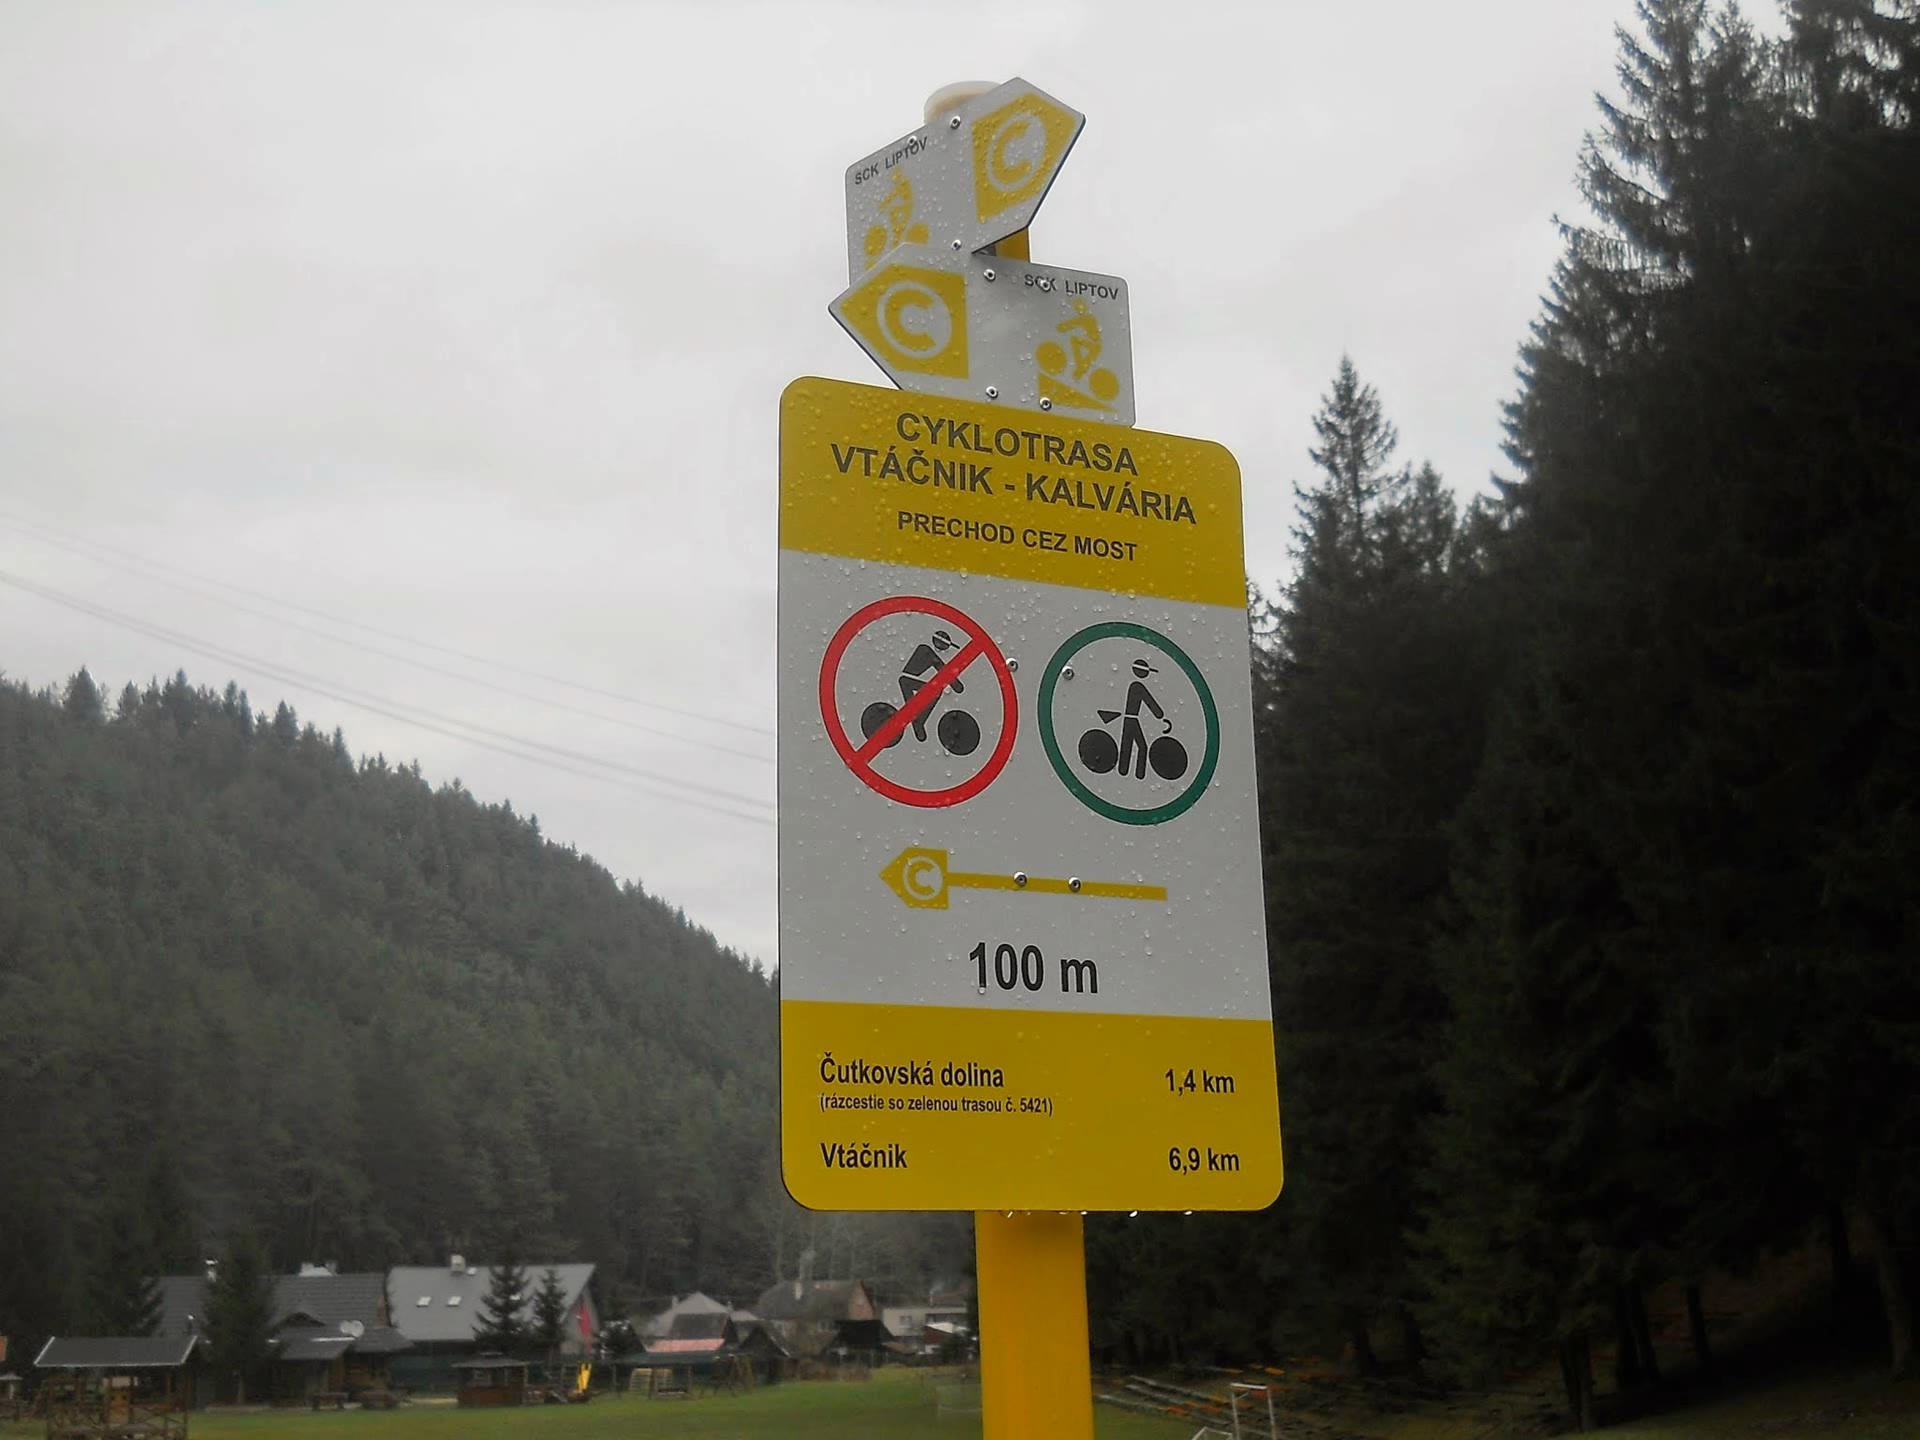 SCK LIPTOV
C
C
SCK LIPTOV
CYKLOTRASA
VTÁČNIK - KALVÁRIA
PRECHOD CEZ MOST
C
100 m
Čutkovská dolina 1,4 km
(rázcestie so zelenou trasou č. 5421)
Vtáčnik 6,9 km